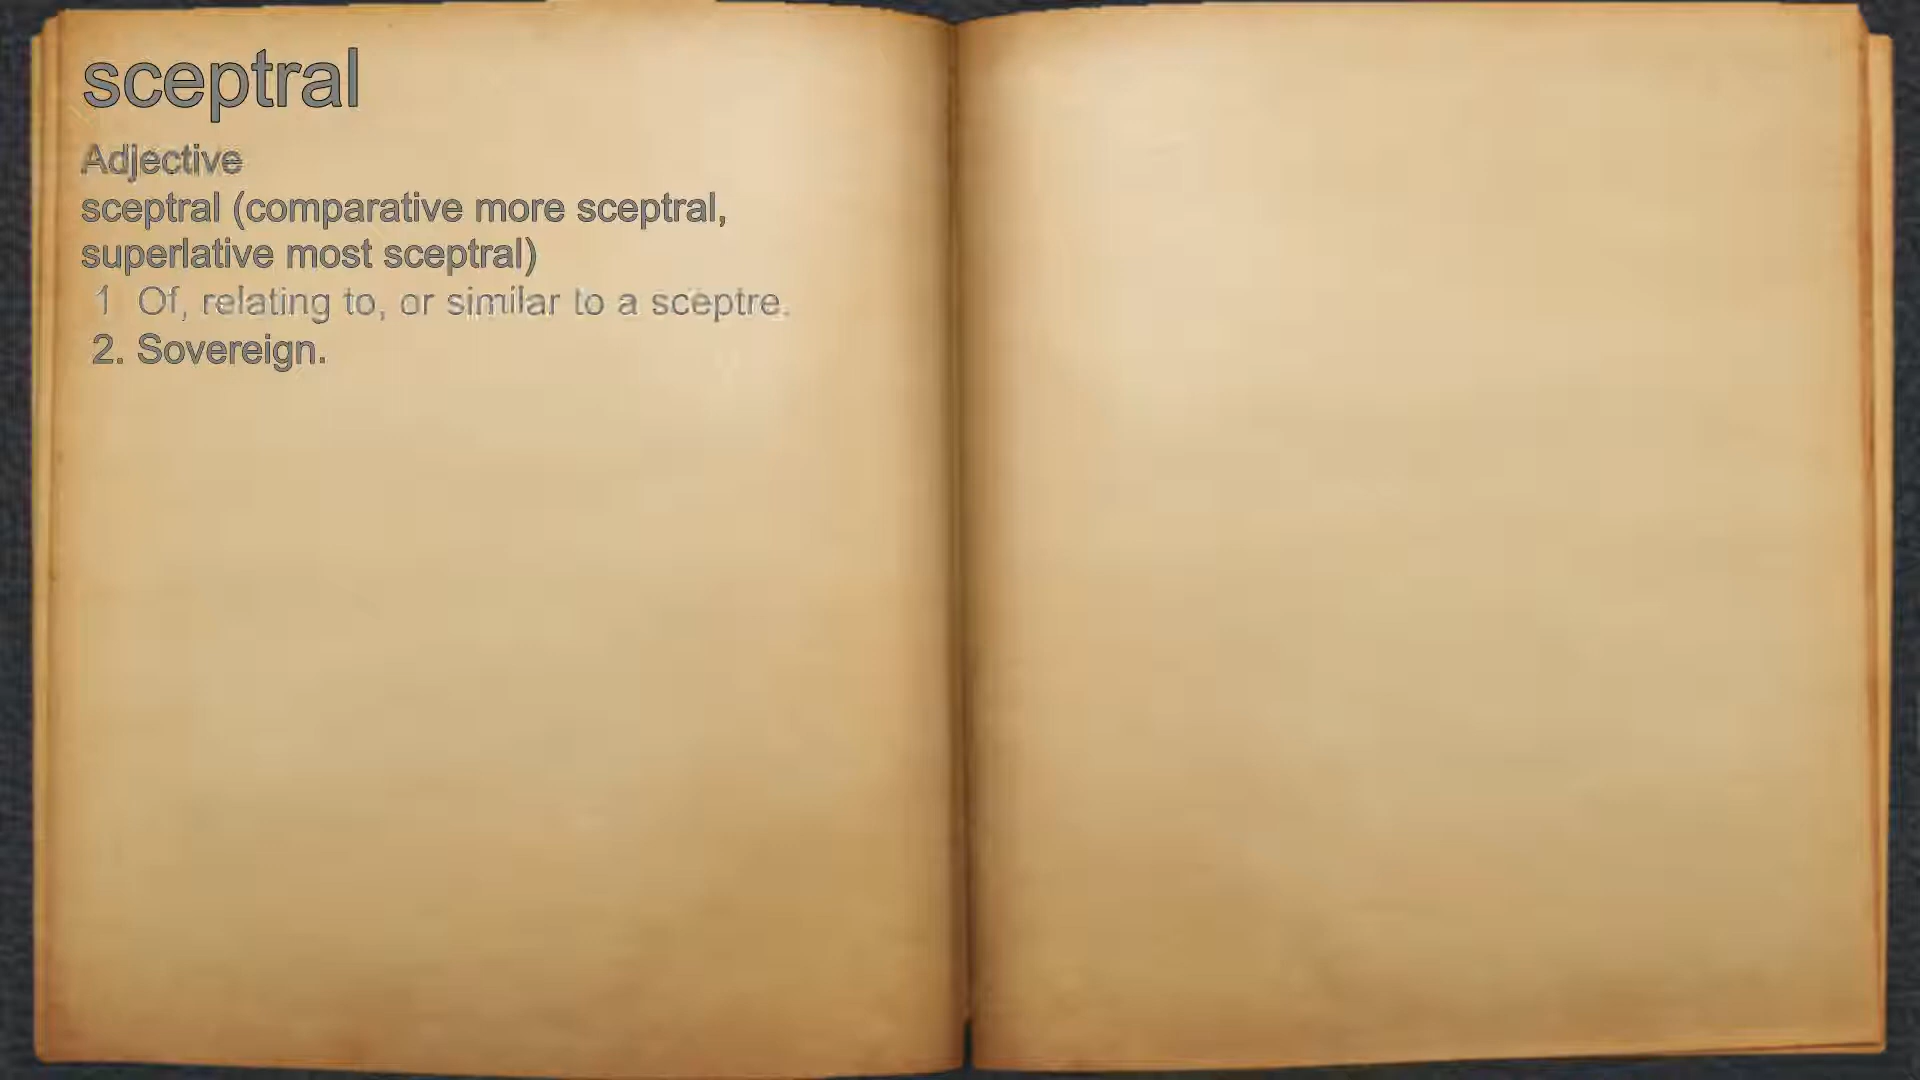 sceptral
Adjective
sceptral (comparative more sceptral,
superlative most sceptral)
1 Of, relating to, or similar to a sceptre.
2. Sovereign.